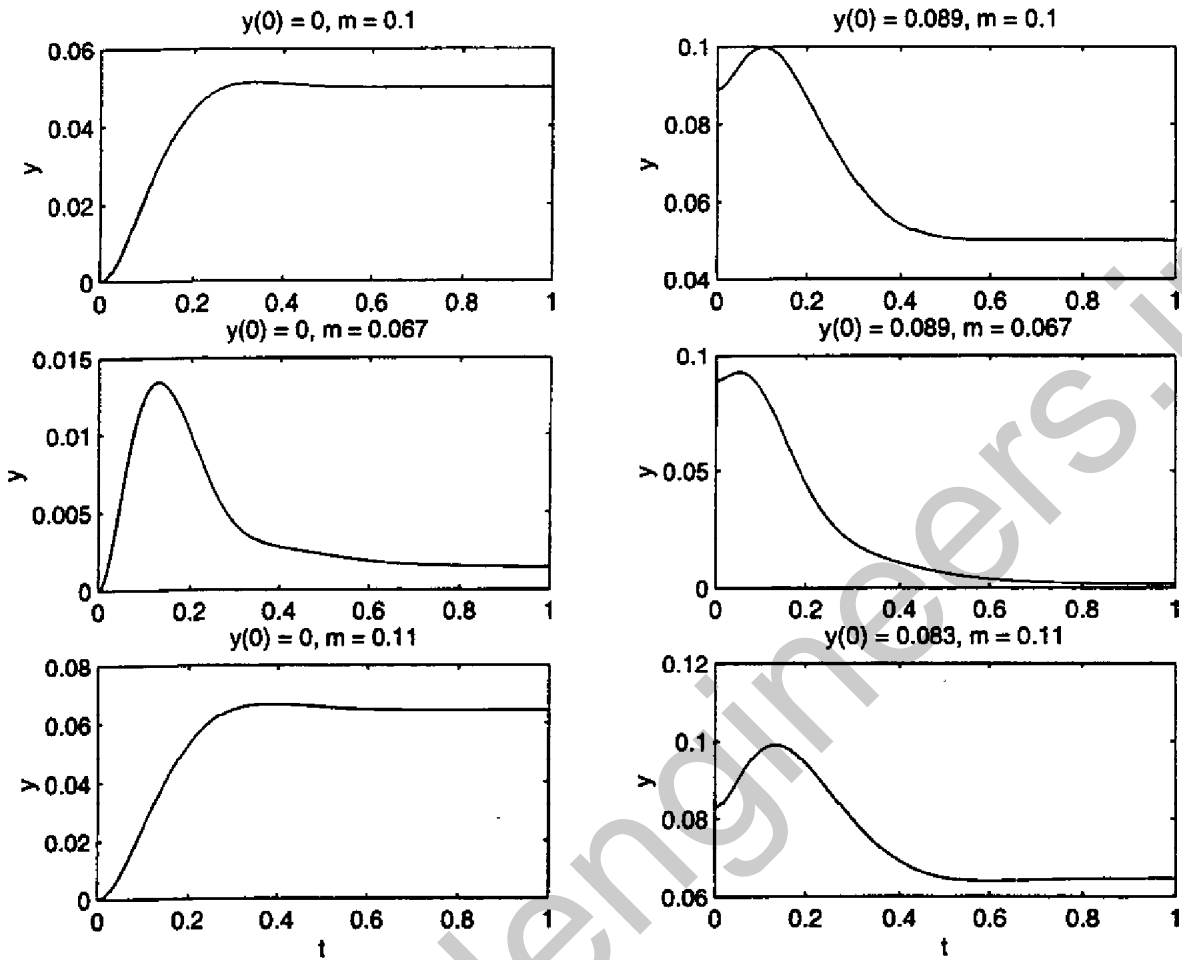 y(0) = 0, m = 0.1
0.06
0.04
0.02
0
y
0 0.2 0.4 0.6 0.8 1
y(0) = 0.089, m = 0.1
0.1
0.08
0.06
0.04
y
0 0.2 0.4 0.6 0.8 1
y(0) = 0, m = 0.067
0.015
0.01
0.005
0
y
0 0.2 0.4 0.6 0.8 1
y(0) = 0.089, m = 0.067
0.1
0.05
0
y
0 0.2 0.4 0.6 0.8 1
y(0) = 0, m = 0.11
0.08
0.06
0.04
0.02
0
y
0 0.2 0.4 0.6 0.8 1
t
y(0) = 0.083, m = 0.11
0.12
0.1
0.08
0.06
y
0 0.2 0.4 0.6 0.8 1
t